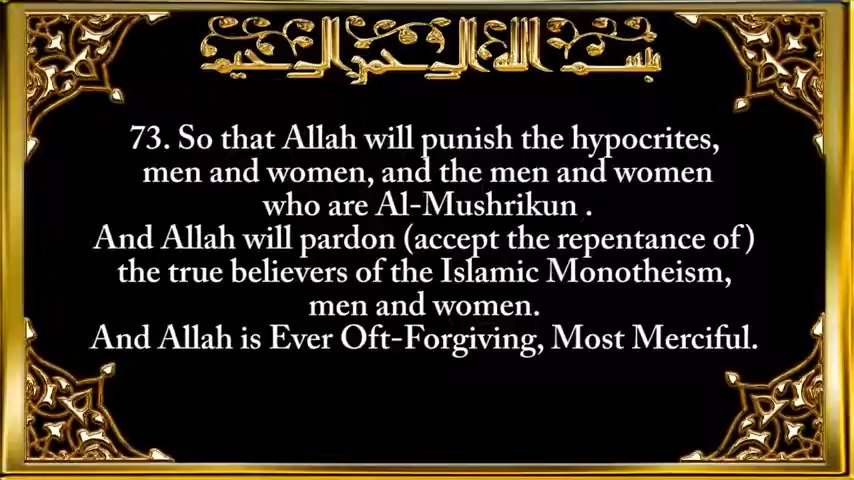 بسم الله الرحمن الرحيم
73. So that Allah will punish the hypocrites,
men and women, and the men and women
who are Al-Mushrikun .
And Allah will pardon (accept the repentance of)
the true believers of the Islamic Monotheism,
men and women.
And Allah is Ever Oft-Forgiving, Most Merciful.